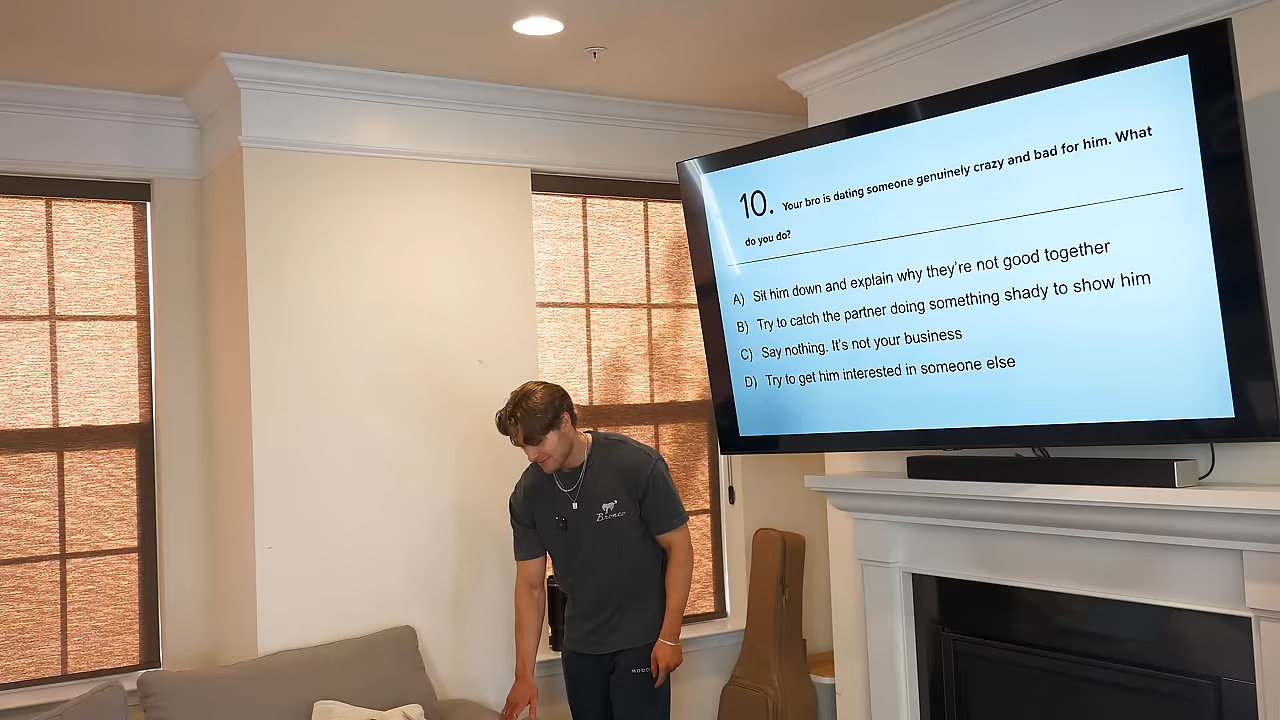 10. Your bro is dating someone genuinely crazy and bad for him. What
do you do?
A) Sit him down and explain why they're not good together
B) Try to catch the partner doing something shady to show him
C) Say nothing. It's not your business
D) Try to get him interested in someone else
Bronco